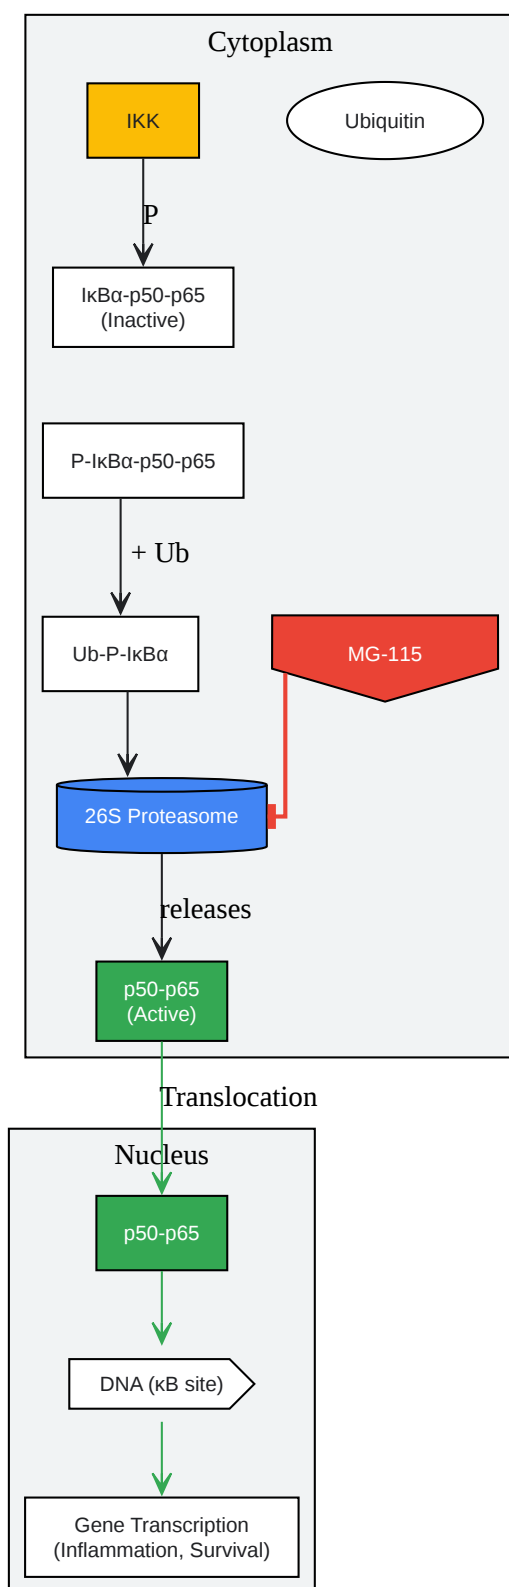 Cytoplasm
IKK
Ubiquitin
P
IκBα-p50-p65
(Inactive)
P-IκBα-p50-p65
+ Ub
Ub-P-IκBα
MG-115
26S Proteasome
releases
p50-p65
(Active)
Translocation
Nucleus
p50-p65
DNA (κB site)
Gene Transcription
(Inflammation, Survival)